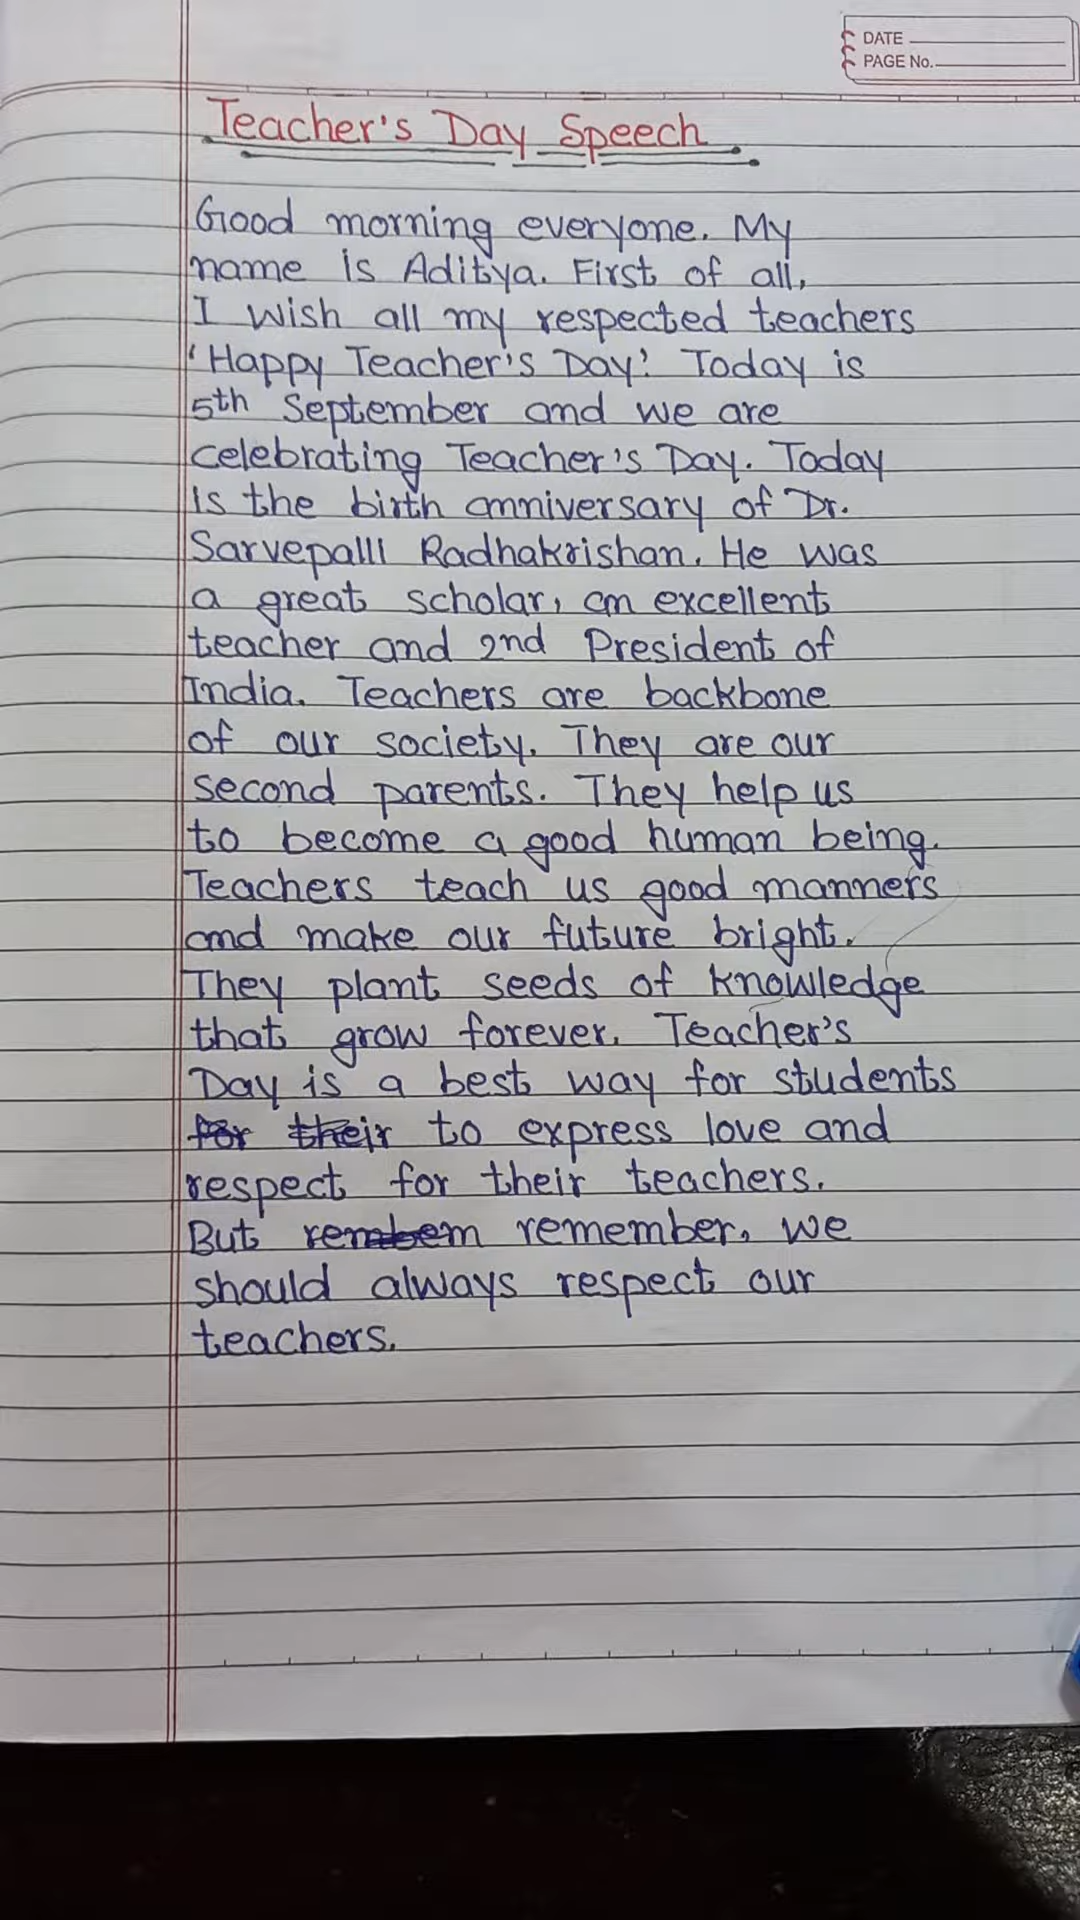 DATE
PAGE No.
Teacher's Day Speech.
Good morning everyone. My
name is Aditya. First of all,
I wish all my respected teachers
'Happy Teacher's Day'. Today is
5th September and we are
celebrating Teacher's Day. Today
is the birth anniversary of Dr.
Sarvepalli Radhakrishan. He was
a great scholar, an excellent
teacher and 2nd President of
India. Teachers are backbone
of our society. They are our
second parents. They help us
to become a good human being.
Teachers teach us good manners
and make our future bright.
They plant seeds of knowledge
that grow forever. Teacher's
Day is a best way for students
for their to express love and
respect for their teachers.
But remem remember, we
should always respect our
teachers.